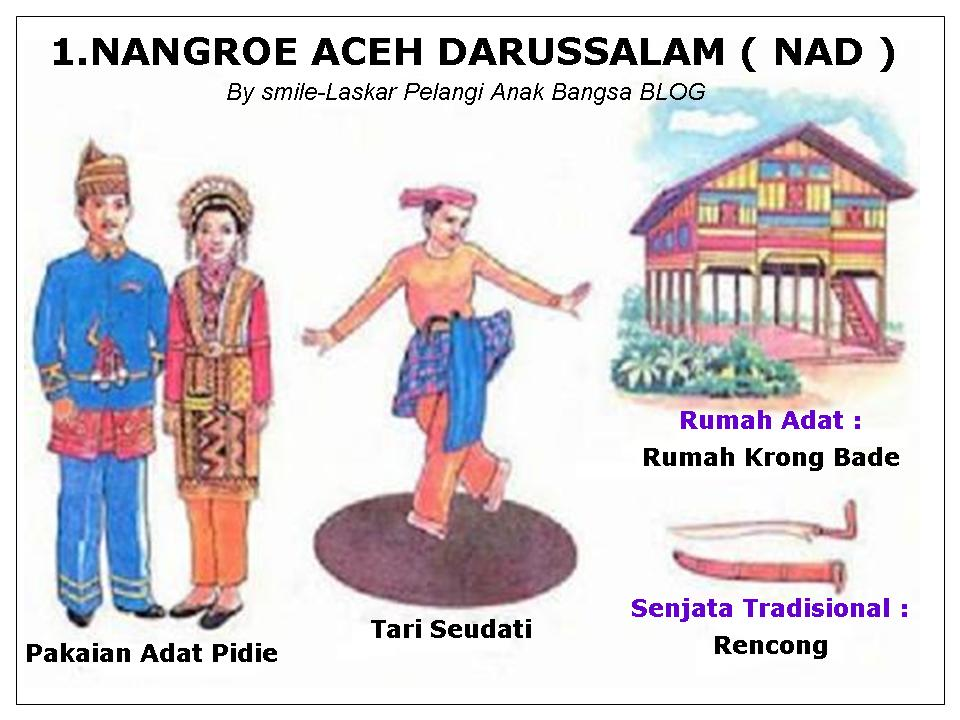 1.NANGROE ACEH DARUSSALAM ( NAD )
By smile-Laskar Pelangi Anak Bangsa BLOG
Rumah Adat :
Rumah Krong Bade
Senjata Tradisional :
Rencong
Tari Seudati
Pakaian Adat Pidie